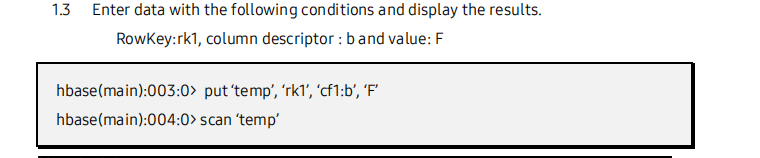 1.3 Enter data with the following conditions and display the results.
RowKey:rk1, column descriptor : b and value: F
hbase(main):003:0> put ‘temp’, ‘rk1’, ‘cf1:b’, ‘F’
hbase(main):004:0> scan ‘temp’